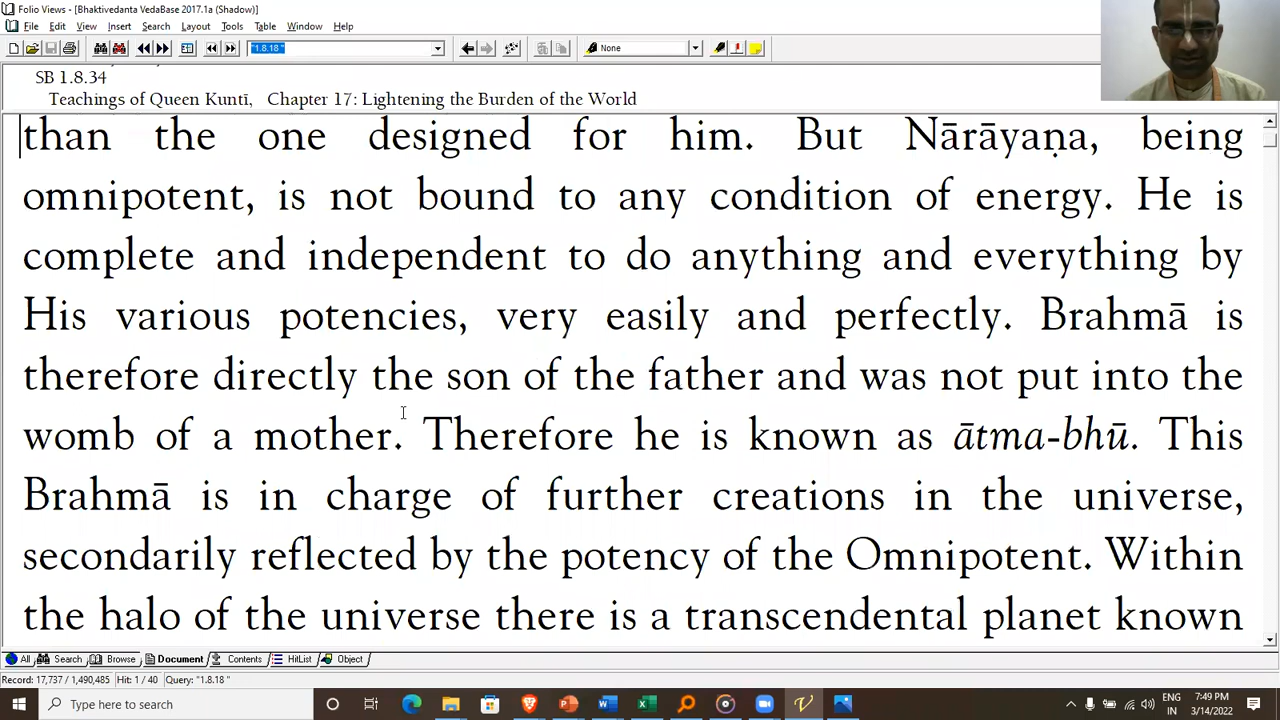 Folio Views - [Bhaktivedanta VedaBase 2017.1a (Shadow)]
File Edit View Insert Search Layout Tools Table Window Help
"1.8.18" None
SB 1.8.34
Teachings of Queen Kuntī, Chapter 17: Lightening the Burden of the World
than the one designed for him. But Nārāyaṇa, being
omnipotent, is not bound to any condition of energy. He is
complete and independent to do anything and everything by
His various potencies, very easily and perfectly. Brahmā is
therefore directly the son of the father and was not put into the
womb of a mother. Therefore he is known as ātma-bhū. This
Brahmā is in charge of further creations in the universe,
secondarily reflected by the potency of the Omnipotent. Within
the halo of the universe there is a transcendental planet known
All Search Browse Document Contents HitList Object
Record: 17,737 / 1,490,485 Hit: 1 / 40 Query: "1.8.18 "
Type here to search
ENG 7:49 PM
IN 3/14/2022